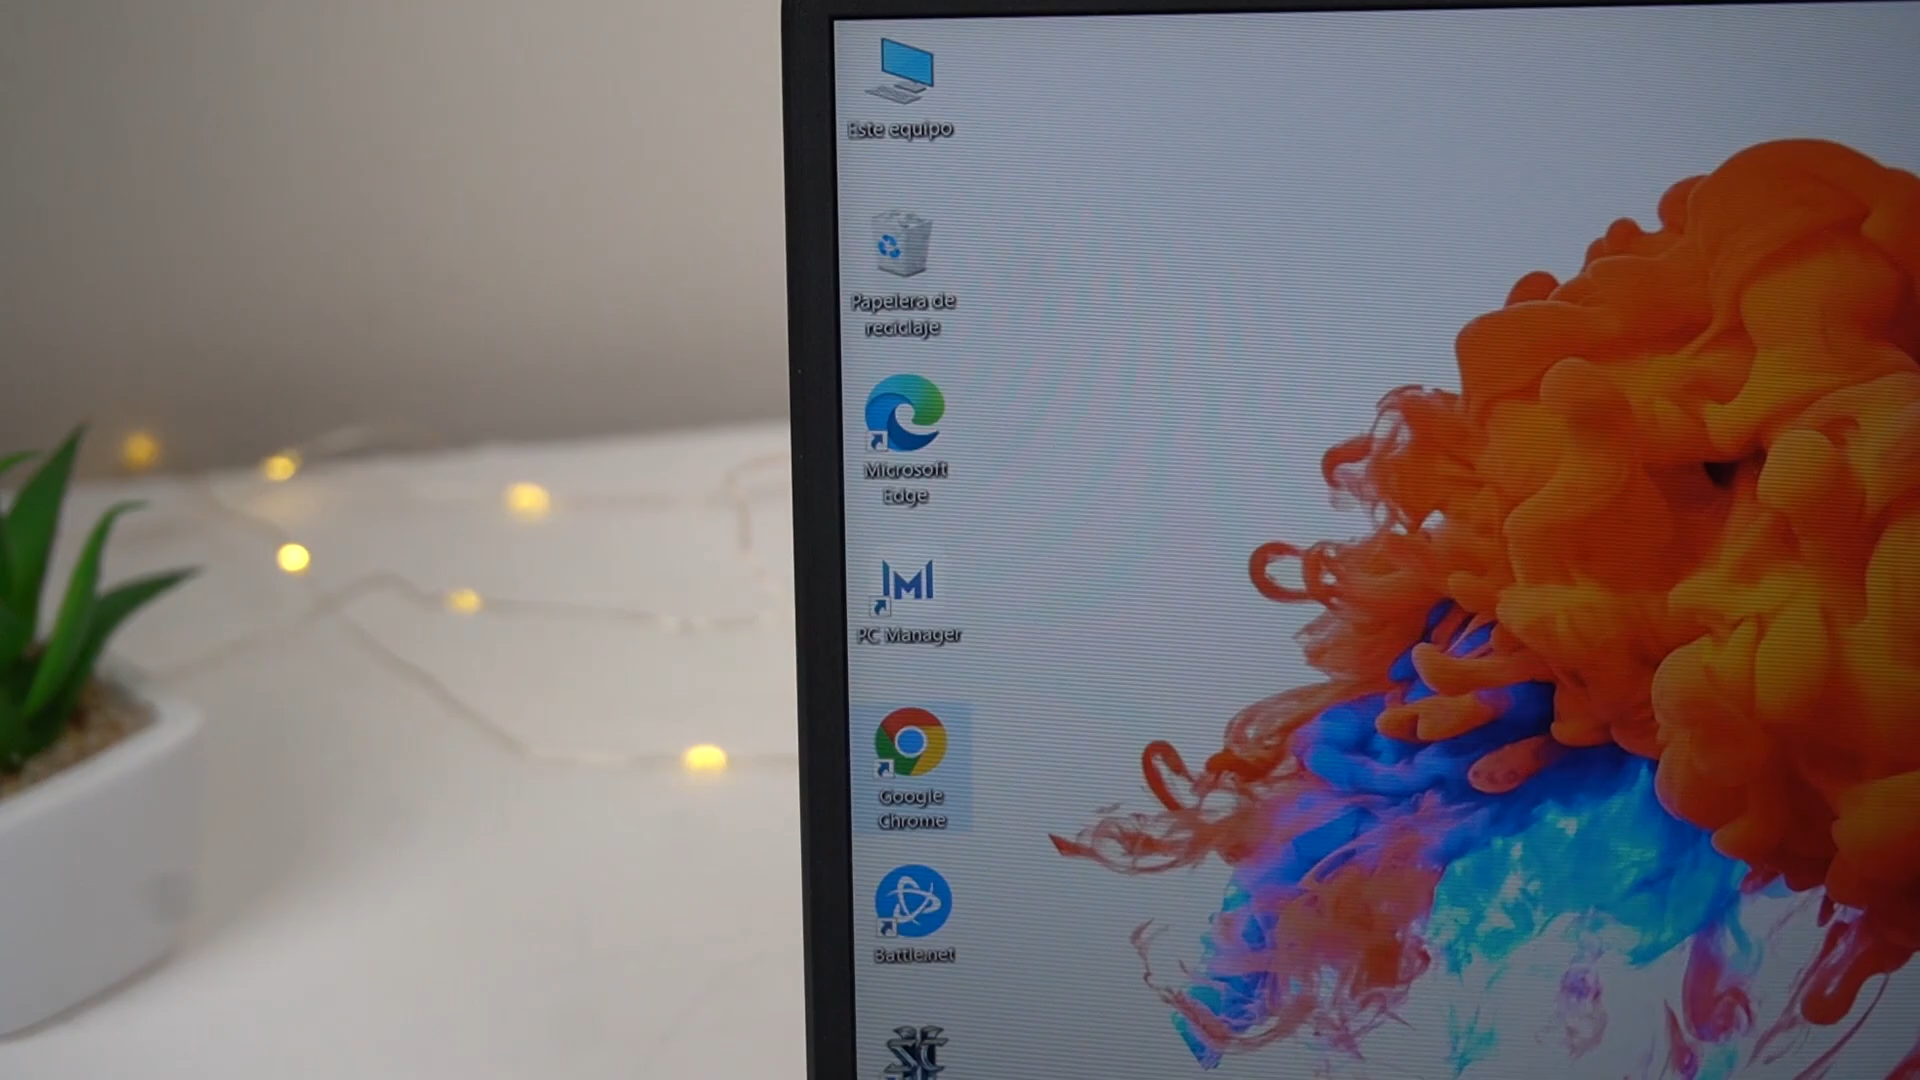 Este equipo
Papelera de
reciclaje
Microsoft
Edge
PC Manager
Google
Chrome
Battle.net